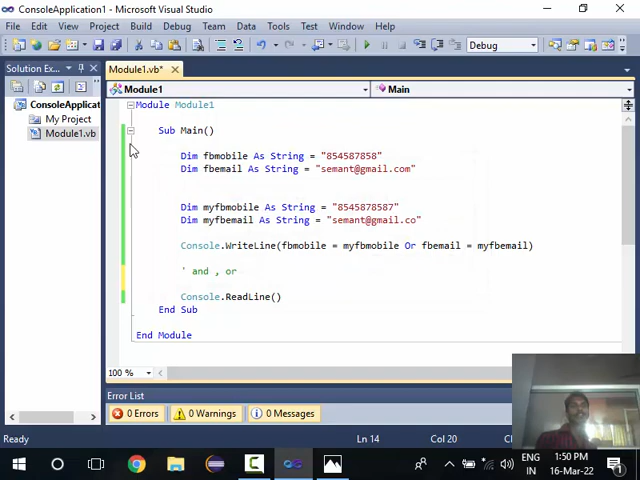 ConsoleApplication1 - Microsoft Visual Studio
File Edit View Project Build Debug Team Data Tools Test Window Help
Debug
Solution Ex...
Module1.vb*
Module1
Main
ConsoleApplicat
My Project
Module1.vb
Module Module1
Sub Main()
Dim fbmobile As String = "854587858"
Dim fbemail As String = "semant@gmail.com"
Dim myfbmobile As String = "8545878587"
Dim myfbemail As String = "semant@gmail.co"
Console.WriteLine(fbmobile = myfbmobile Or fbemail = myfbemail)
' and , or
Console.ReadLine()
End Sub
End Module
100 %
Error List
0 Errors
0 Warnings
0 Messages
Ready
Ln 14
Col 20
ENG
IN
1:50 PM
16-Mar-22